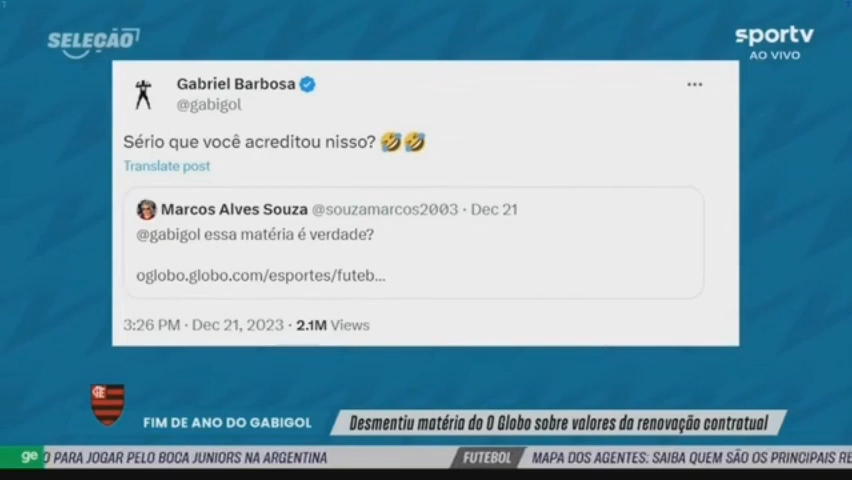 SELEÇÃO
sportv
AO VIVO
Gabriel Barbosa
@gabigol
Sério que você acreditou nisso? 🤣🤣
Translate post
Marcos Alves Souza @souzamarcos2003 · Dec 21
@gabigol essa matéria é verdade?
oglobo.globo.com/esportes/futeb...
3:26 PM · Dec 21, 2023 · 2.1M Views
FIM DE ANO DO GABIGOL
Desmentiu matéria do O Globo sobre valores da renovação contratual
ge O PARA JOGAR PELO BOCA JUNIORS NA ARGENTINA FUTEBOL MAPA DOS AGENTES: SAIBA QUEM SÃO OS PRINCIPAIS RE